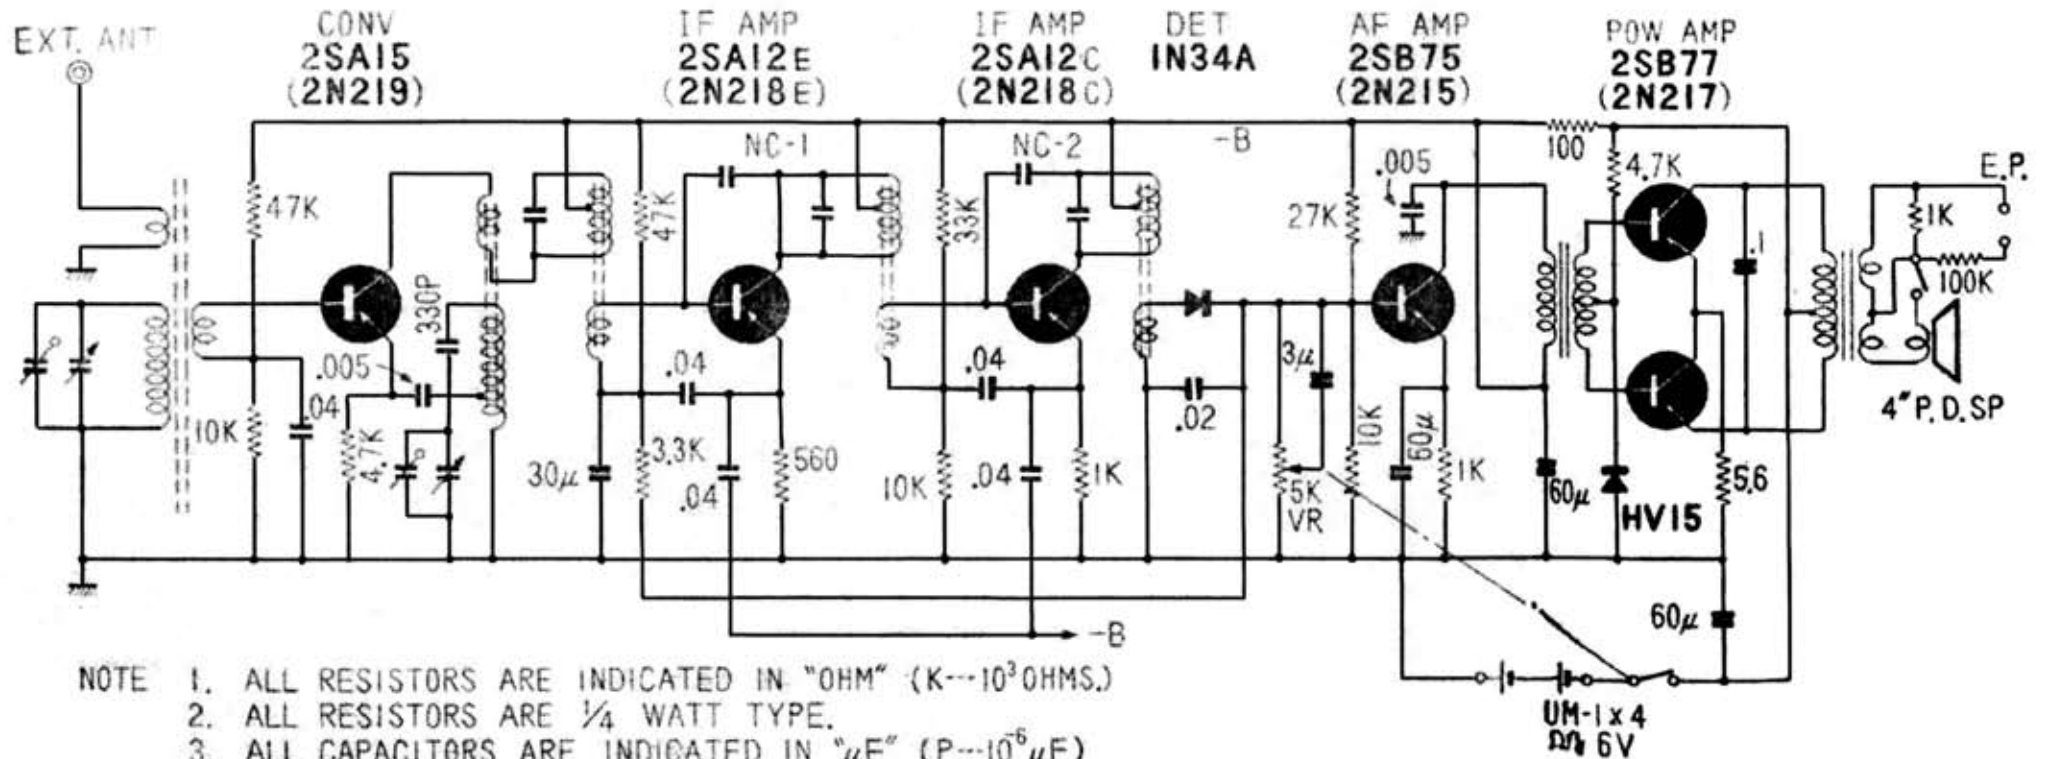 EXT. ANT
CONV
2SA15
(2N219)
IF AMP
2SA12E
(2N218E)
IF AMP
2SA12C
(2N218C)
DET
1N34A
AF AMP
2SB75
(2N215)
POW AMP
2SB77
(2N217)
NC-1
NC-2
-B
.005
100
4.7K
E.P.
47K
47K
33K
27K
1K
.1
100K
330P
.005
.04
.04
3μ
4" P.D.SP
10K
.04
4.7K
30μ
3.3K
.04
560
10K
.04
1K
.02
5K
VR
10K
60μ
1K
60μ
HV15
5.6
-B
60μ
UM-1 x 4
6V
NOTE 1. ALL RESISTORS ARE INDICATED IN "OHM" (K---10³OHMS.)
2. ALL RESISTORS ARE ¼ WATT TYPE.
3. ALL CAPACITORS ARE INDICATED IN "μF" (P---10⁻⁶μF)